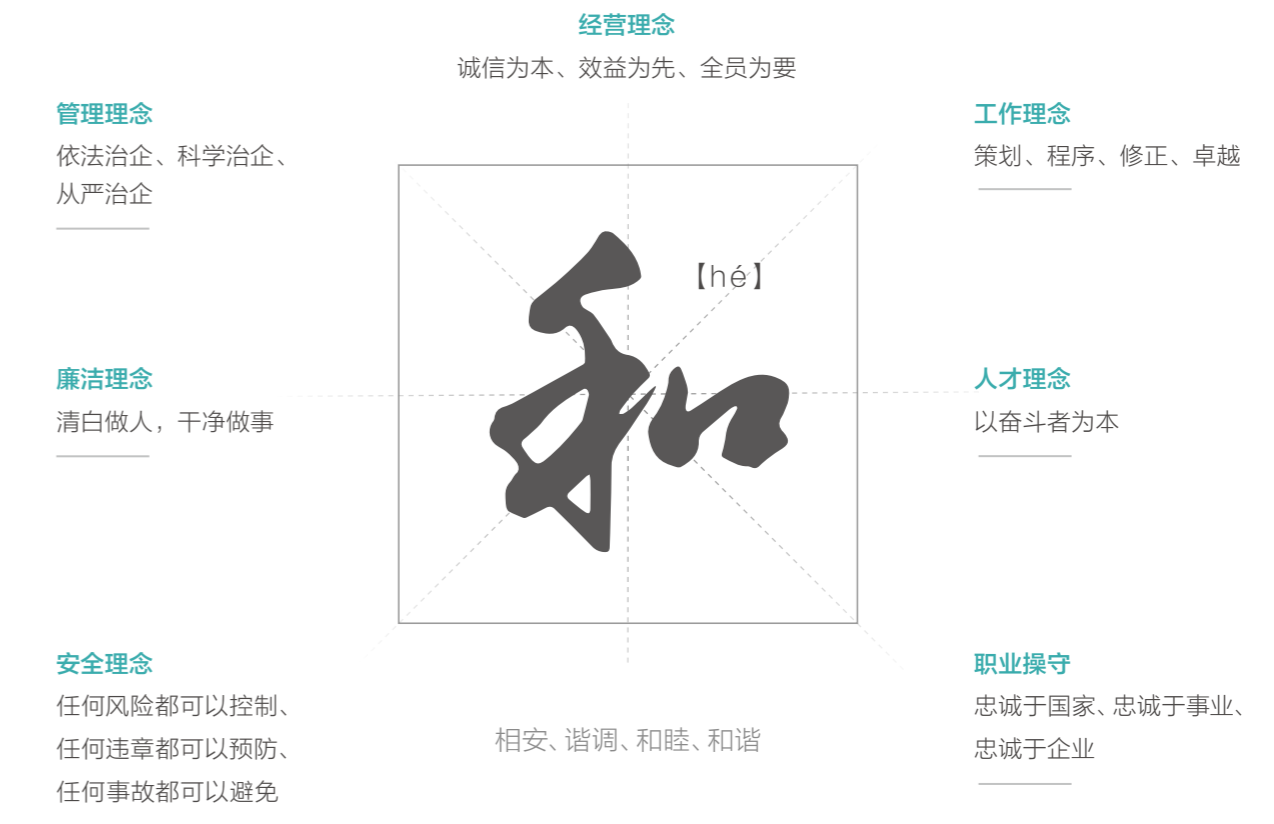 经营理念
诚信为本、效益为先、全员为要
管理理念
依法治企、科学治企、
从严治企
工作理念
策划、程序、修正、卓越
【hé】
和
廉洁理念
清白做人，干净做事
人才理念
以奋斗者为本
安全理念
任何风险都可以控制、
任何违章都可以预防、
任何事故都可以避免
相安、谐调、和睦、和谐
职业操守
忠诚于国家、忠诚于事业、
忠诚于企业